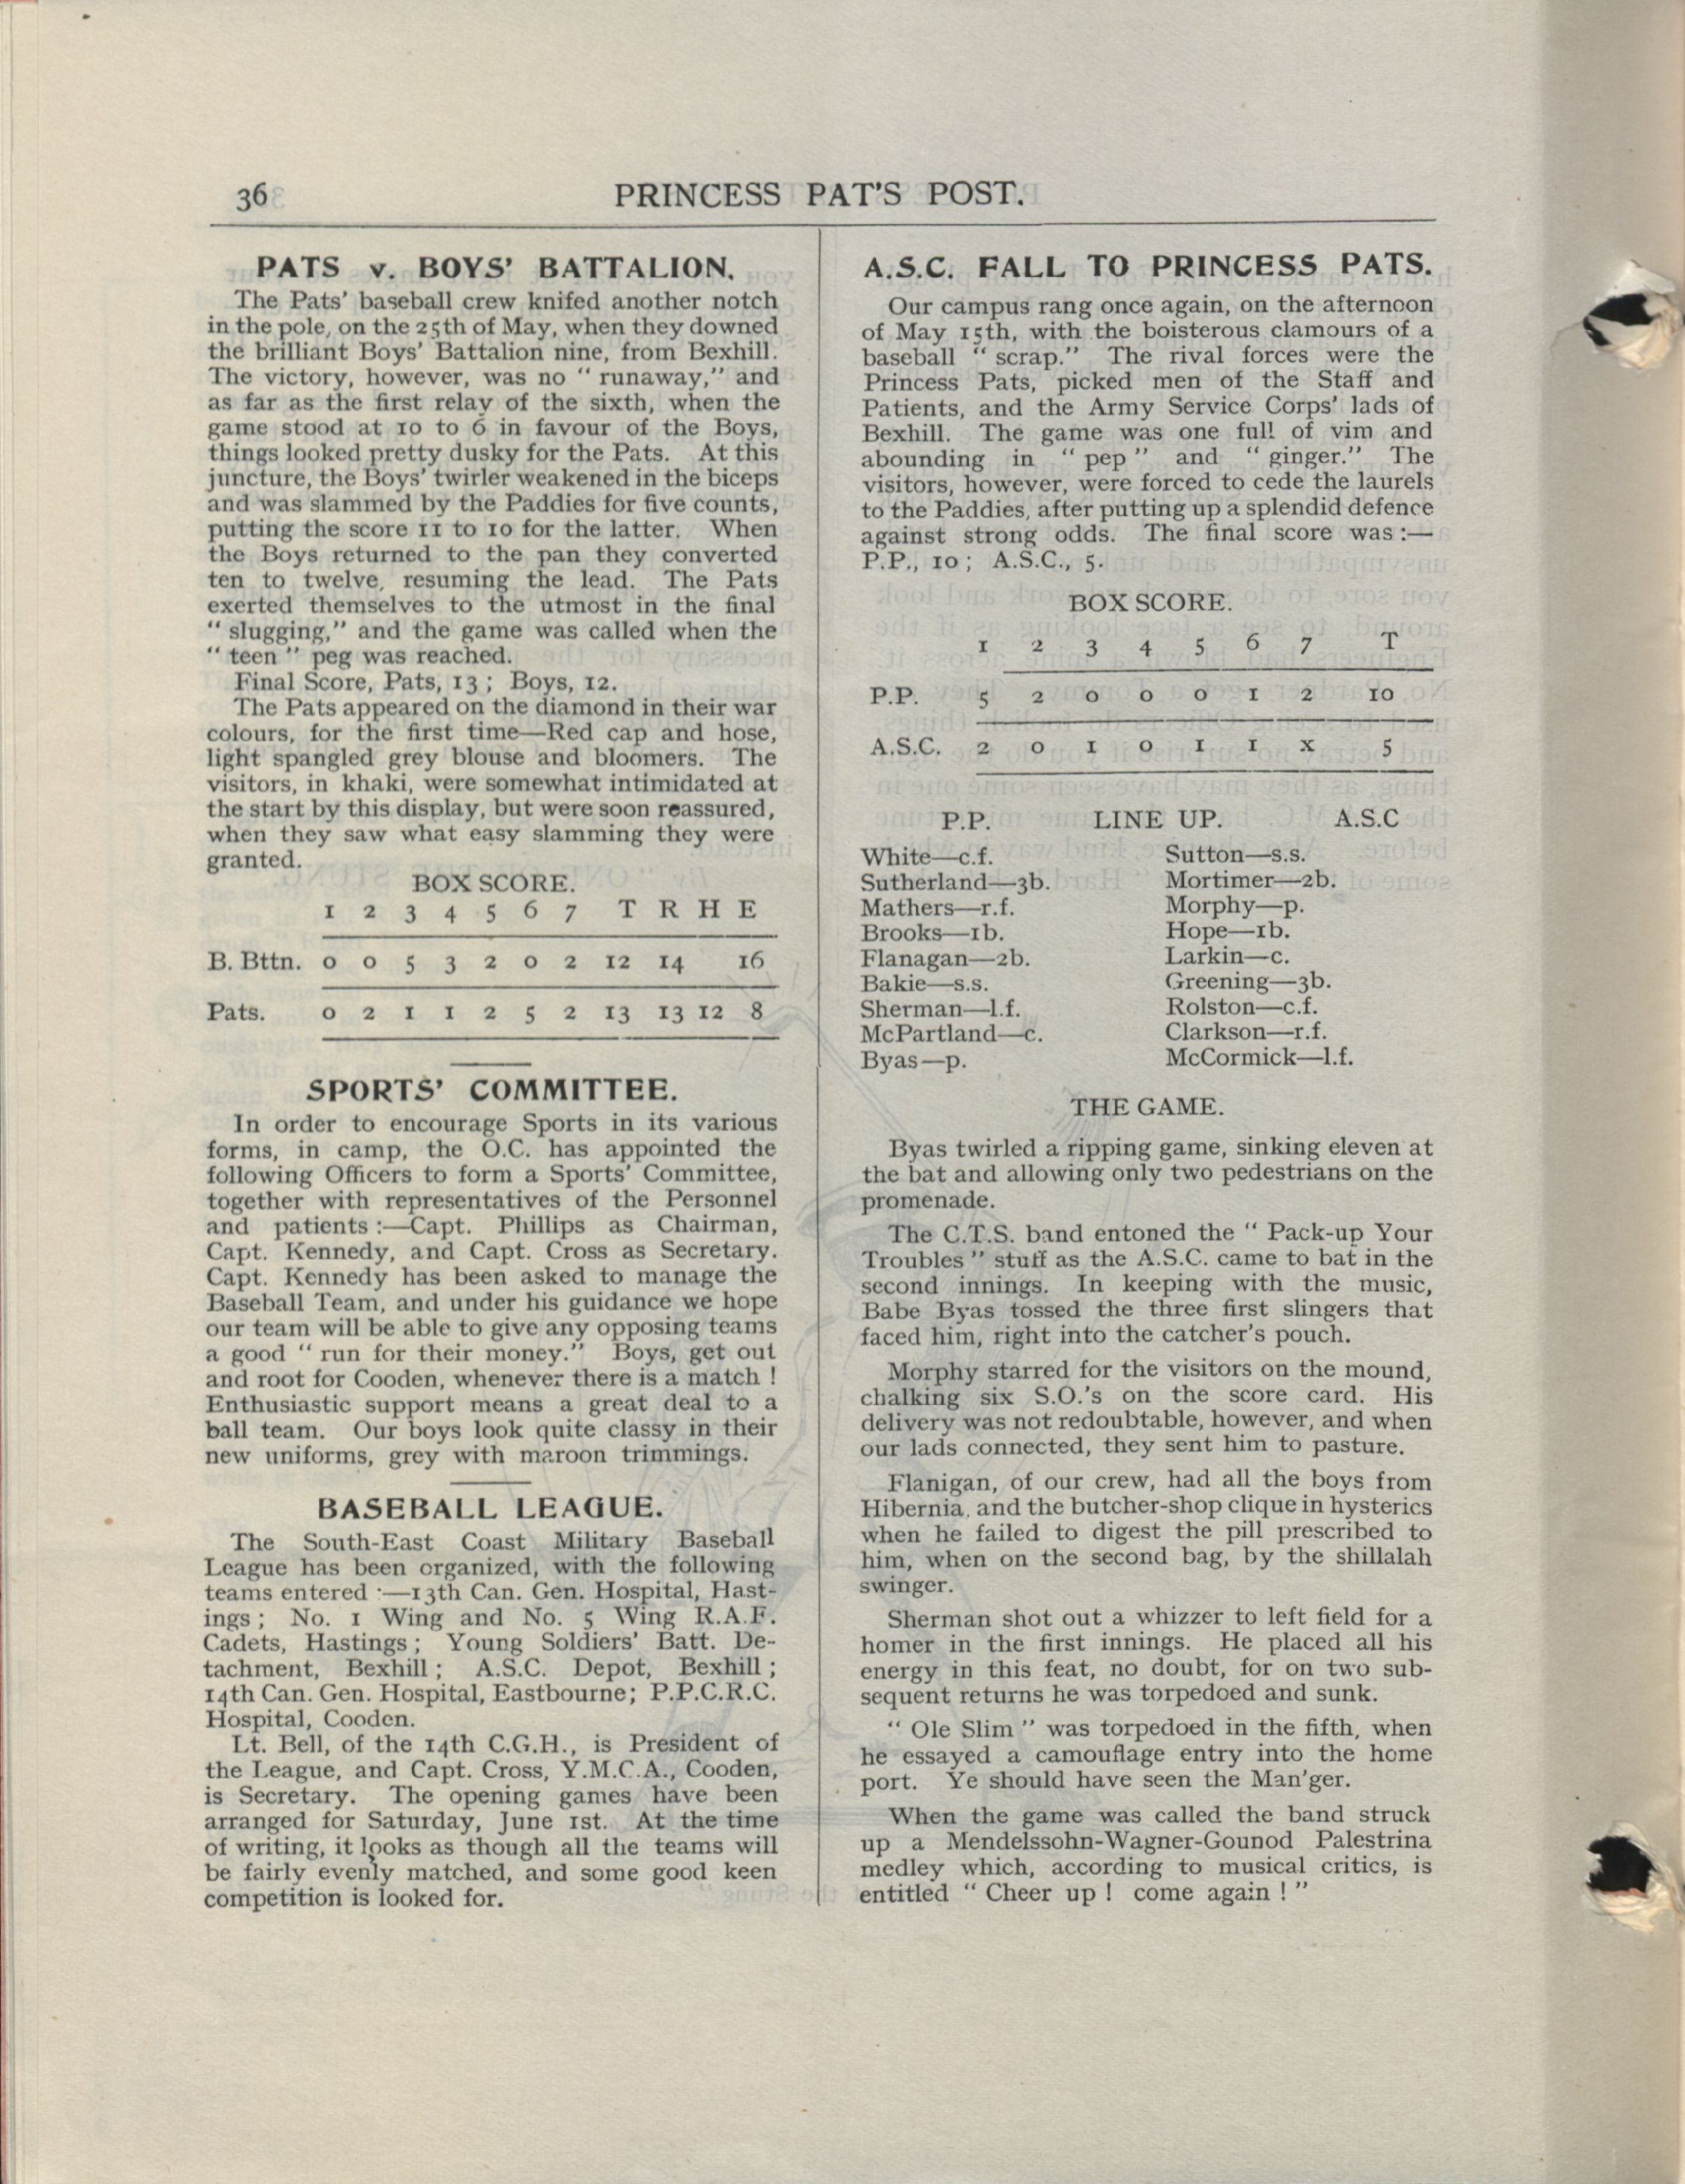 36
PRINCESS PAT'S POST.
PATS v. BOYS' BATTALION.
The Pats' baseball crew knifed another notch
in the pole, on the 25th of May, when they downed
the brilliant Boys' Battalion nine, from Bexhill.
The victory, however, was no " runaway," and
as far as the first relay of the sixth, when the
game stood at 10 to 6 in favour of the Boys,
things looked pretty dusky for the Pats. At this
juncture, the Boys' twirler weakened in the biceps
and was slammed by the Paddies for five counts,
putting the score 11 to 10 for the latter. When
the Boys returned to the pan they converted
ten to twelve, resuming the lead. The Pats
exerted themselves to the utmost in the final
" slugging," and the game was called when the
" teen " peg was reached.
Final Score, Pats, 13 ; Boys, 12.
The Pats appeared on the diamond in their war
colours, for the first time—Red cap and hose,
light spangled grey blouse and bloomers. The
visitors, in khaki, were somewhat intimidated at
the start by this display, but were soon reassured,
when they saw what easy slamming they were
granted.
BOX SCORE.
1 2 3 4 5 6 7 T R H E
B. Bttn. 0 0 5 3 2 0 2 12 14 16
Pats. 0 2 1 1 2 5 2 13 13 12 8
SPORTS' COMMITTEE.
In order to encourage Sports in its various
forms, in camp, the O.C. has appointed the
following Officers to form a Sports' Committee,
together with representatives of the Personnel
and patients :—Capt. Phillips as Chairman,
Capt. Kennedy, and Capt. Cross as Secretary.
Capt. Kennedy has been asked to manage the
Baseball Team, and under his guidance we hope
our team will be able to give any opposing teams
a good " run for their money." Boys, get out
and root for Cooden, whenever there is a match !
Enthusiastic support means a great deal to a
ball team. Our boys look quite classy in their
new uniforms, grey with maroon trimmings.
BASEBALL LEAGUE.
The South-East Coast Military Baseball
League has been organized, with the following
teams entered :—13th Can. Gen. Hospital, Hast-
ings ; No. 1 Wing and No. 5 Wing R.A.F.
Cadets, Hastings ; Young Soldiers' Batt. De-
tachment, Bexhill ; A.S.C. Depot, Bexhill ;
14th Can. Gen. Hospital, Eastbourne; P.P.C.R.C.
Hospital, Cooden.
Lt. Bell, of the 14th C.G.H., is President of
the League, and Capt. Cross, Y.M.C.A., Cooden,
is Secretary. The opening games have been
arranged for Saturday, June 1st. At the time
of writing, it looks as though all the teams will
be fairly evenly matched, and some good keen
competition is looked for.
A.S.C. FALL TO PRINCESS PATS.
Our campus rang once again, on the afternoon
of May 15th, with the boisterous clamours of a
baseball " scrap." The rival forces were the
Princess Pats, picked men of the Staff and
Patients, and the Army Service Corps' lads of
Bexhill. The game was one full of vim and
abounding in " pep " and " ginger." The
visitors, however, were forced to cede the laurels
to the Paddies, after putting up a splendid defence
against strong odds. The final score was :—
P.P., 10 ; A.S.C., 5.
BOX SCORE.
1 2 3 4 5 6 7 T
P.P. 5 2 0 0 0 1 2 10
A.S.C. 2 0 1 0 1 1 X 5
P.P. LINE UP. A.S.C
White—c.f. Sutton—s.s.
Sutherland—3b. Mortimer—2b.
Mathers—r.f. Morphy—p.
Brooks—1b. Hope—1b.
Flanagan—2b. Larkin—c.
Bakie—s.s. Greening—3b.
Sherman—l.f. Rolston—c.f.
McPartland—c. Clarkson—r.f.
Byas—p. McCormick—l.f.
THE GAME.
Byas twirled a ripping game, sinking eleven at
the bat and allowing only two pedestrians on the
promenade.
The C.T.S. band entoned the " Pack-up Your
Troubles " stuff as the A.S.C. came to bat in the
second innings. In keeping with the music,
Babe Byas tossed the three first slingers that
faced him, right into the catcher's pouch.
Morphy starred for the visitors on the mound,
chalking six S.O.'s on the score card. His
delivery was not redoubtable, however, and when
our lads connected, they sent him to pasture.
Flanigan, of our crew, had all the boys from
Hibernia, and the butcher-shop clique in hysterics
when he failed to digest the pill prescribed to
him, when on the second bag, by the shillalah
swinger.
Sherman shot out a whizzer to left field for a
homer in the first innings. He placed all his
energy in this feat, no doubt, for on two sub-
sequent returns he was torpedoed and sunk.
" Ole Slim " was torpedoed in the fifth, when
he essayed a camouflage entry into the home
port. Ye should have seen the Man'ger.
When the game was called the band struck
up a Mendelssohn-Wagner-Gounod Palestrina
medley which, according to musical critics, is
entitled " Cheer up ! come again ! "